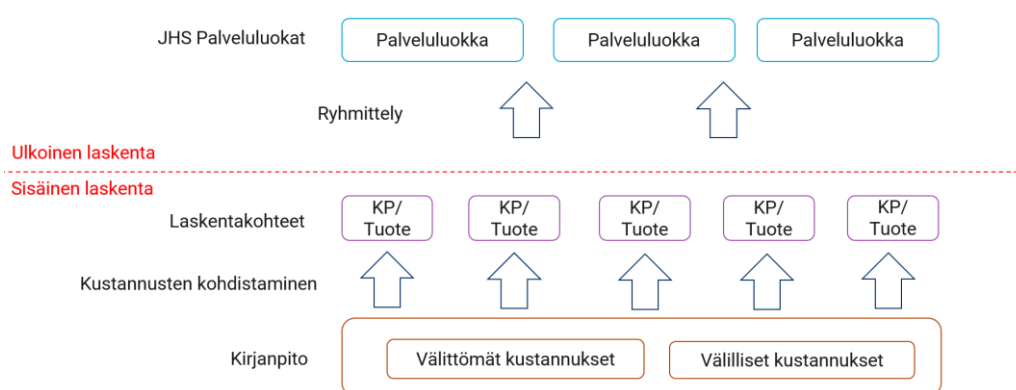 JHS Palveluluokat
Palveluluokka
Palveluluokka
Palveluluokka
Ryhmittely
Ulkoinen laskenta
Sisäinen laskenta
Laskentakohteet
KP/
Tuote
KP/
Tuote
KP/
Tuote
KP/
Tuote
KP/
Tuote
Kustannusten kohdistaminen
Kirjanpito
Välittömät kustannukset
Välilliset kustannukset